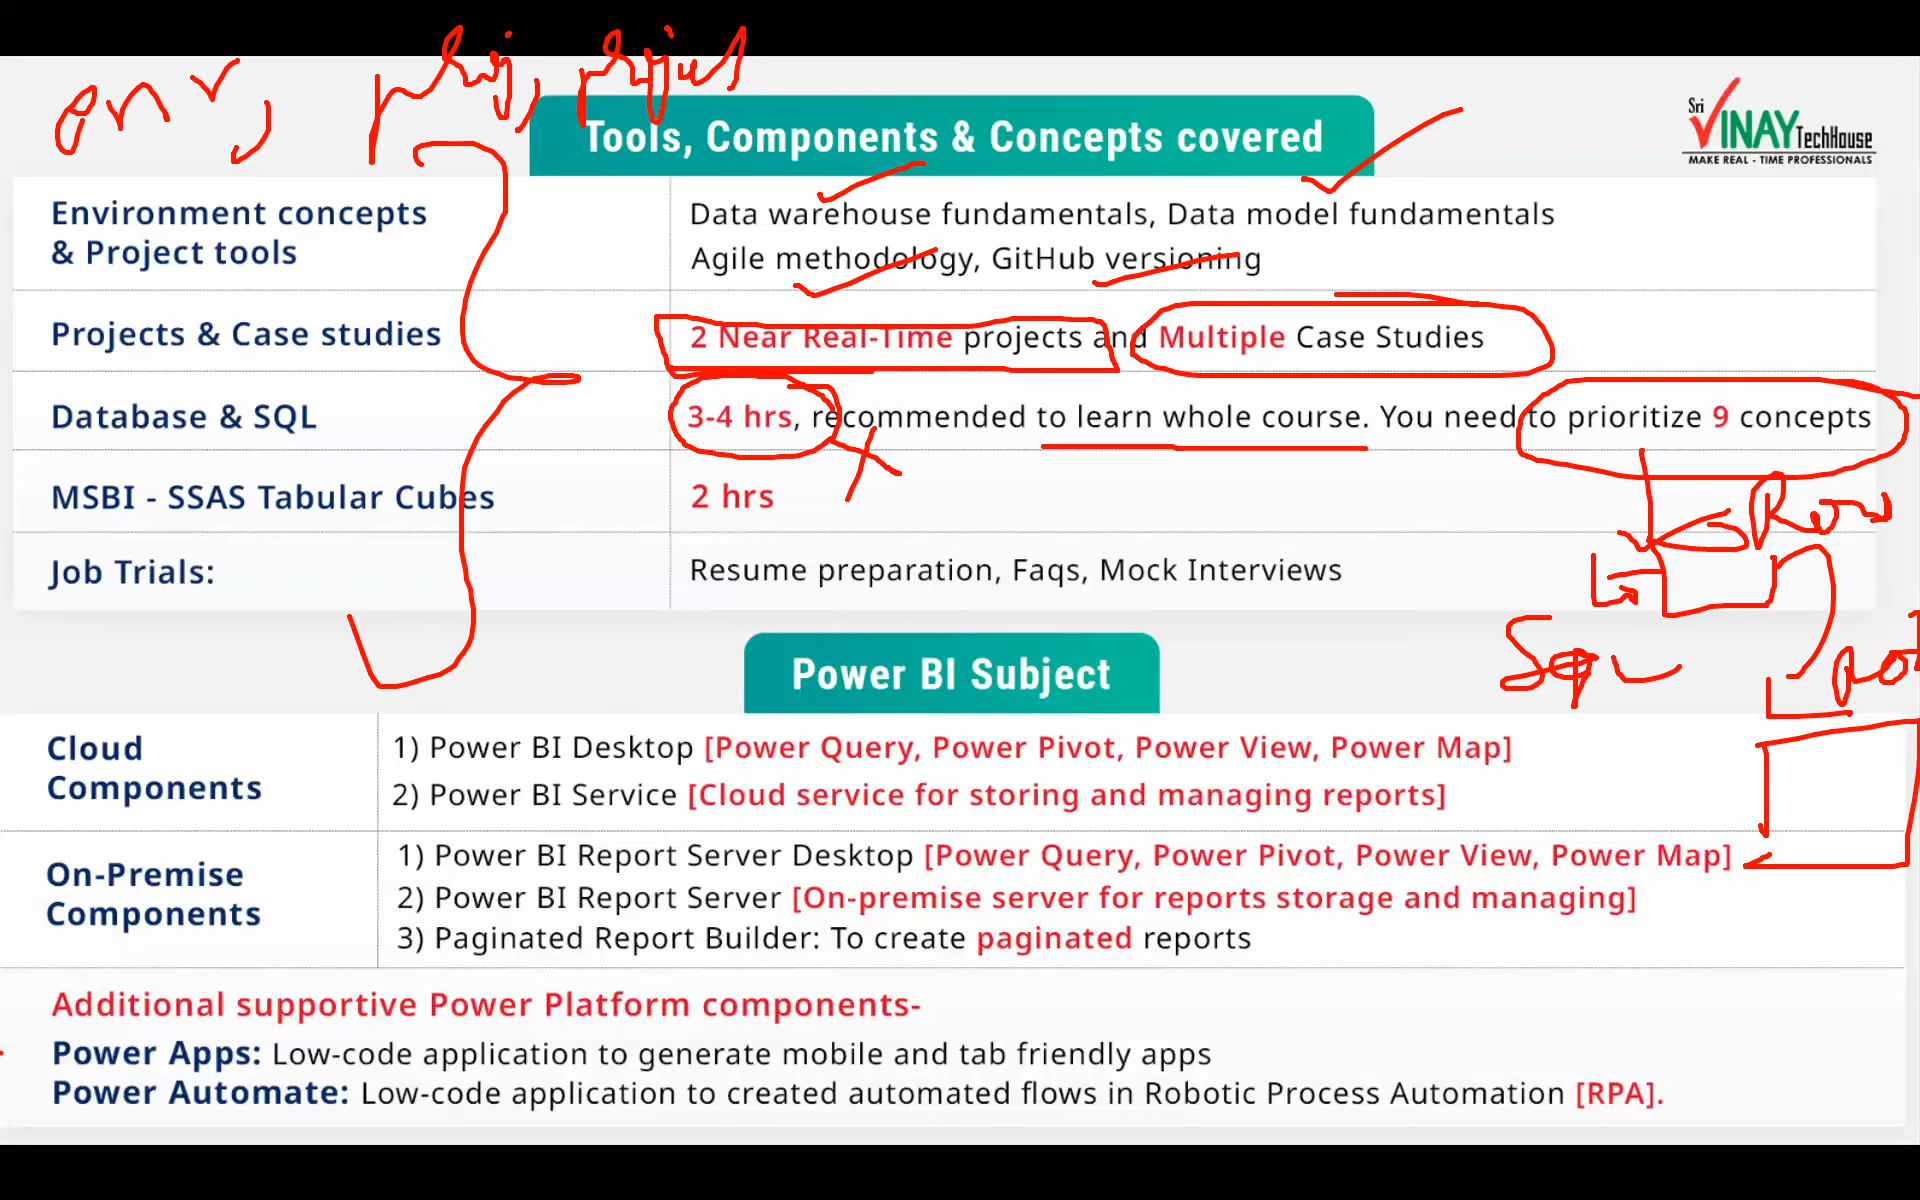 Sri
VINAY TechHouse
MAKE REAL - TIME PROFESSIONALS
Tools, Components & Concepts covered
Environment concepts
& Project tools
Data warehouse fundamentals, Data model fundamentals
Agile methodology, GitHub versioning
Projects & Case studies
2 Near Real-Time projects and Multiple Case Studies
Database & SQL
3-4 hrs, recommended to learn whole course. You need to prioritize 9 concepts
MSBI - SSAS Tabular Cubes
2 hrs
Job Trials:
Resume preparation, Faqs, Mock Interviews
Power BI Subject
Cloud
Components
1) Power BI Desktop [Power Query, Power Pivot, Power View, Power Map]
2) Power BI Service [Cloud service for storing and managing reports]
On-Premise
Components
1) Power BI Report Server Desktop [Power Query, Power Pivot, Power View, Power Map]
2) Power BI Report Server [On-premise server for reports storage and managing]
3) Paginated Report Builder: To create paginated reports
Additional supportive Power Platform components-
Power Apps: Low-code application to generate mobile and tab friendly apps
Power Automate: Low-code application to created automated flows in Robotic Process Automation [RPA].